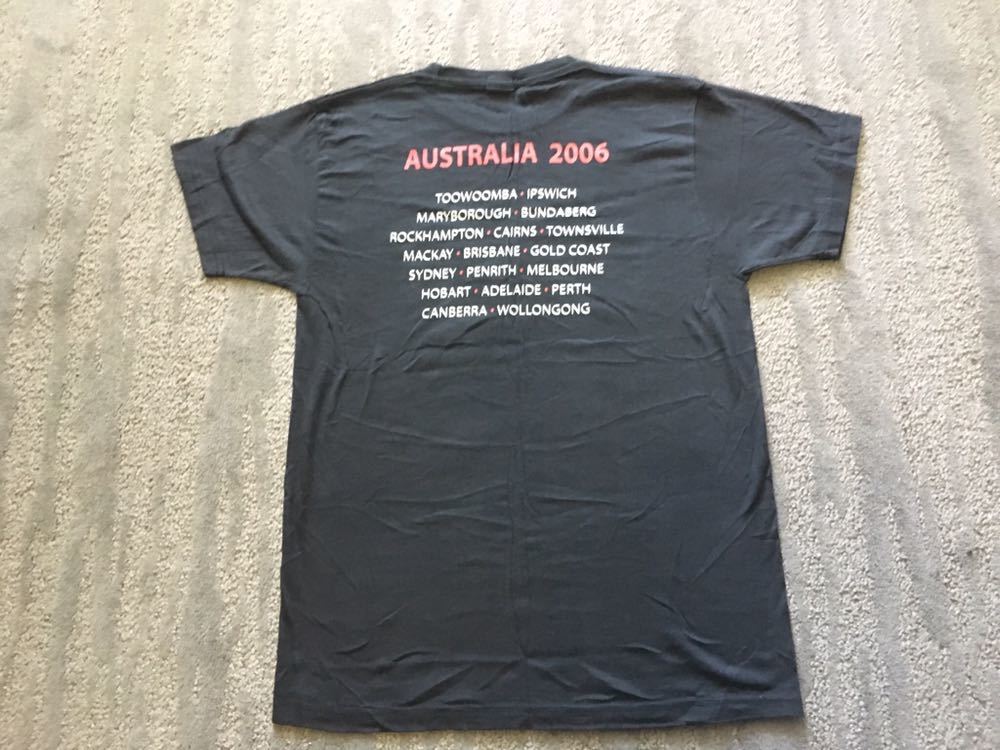 AUSTRALIA 2006
TOOWOOMBA • IPSWICH
MARYBOROUGH • BUNDABERG
ROCKHAMPTON • CAIRNS • TOWNSVILLE
MACKAY • BRISBANE • GOLD COAST
SYDNEY • PENRITH • MELBOURNE
HOBART • ADELAIDE • PERTH
CANBERRA • WOLLONGONG